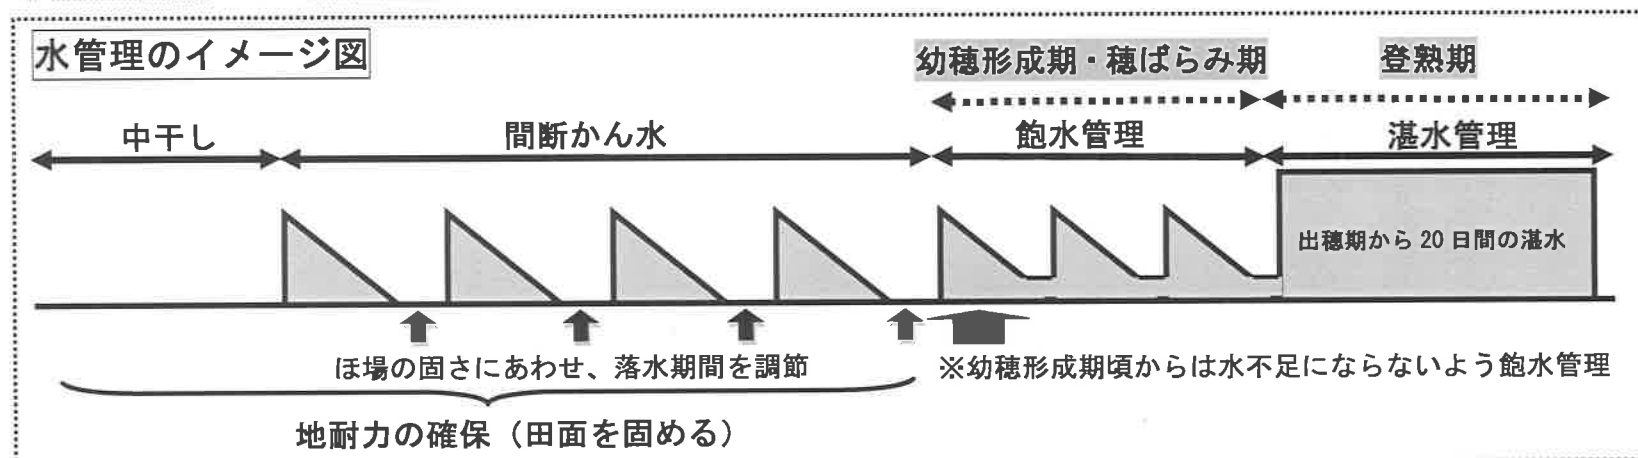 水管理のイメージ図
幼穂形成期・穂ばらみ期
登熟期
中干し
間断かん水
飽水管理
湛水管理
出穂期から20日間の湛水
ほ場の固さにあわせ、落水期間を調節
※幼穂形成期頃からは水不足にならないよう飽水管理
地耐力の確保（田面を固める）